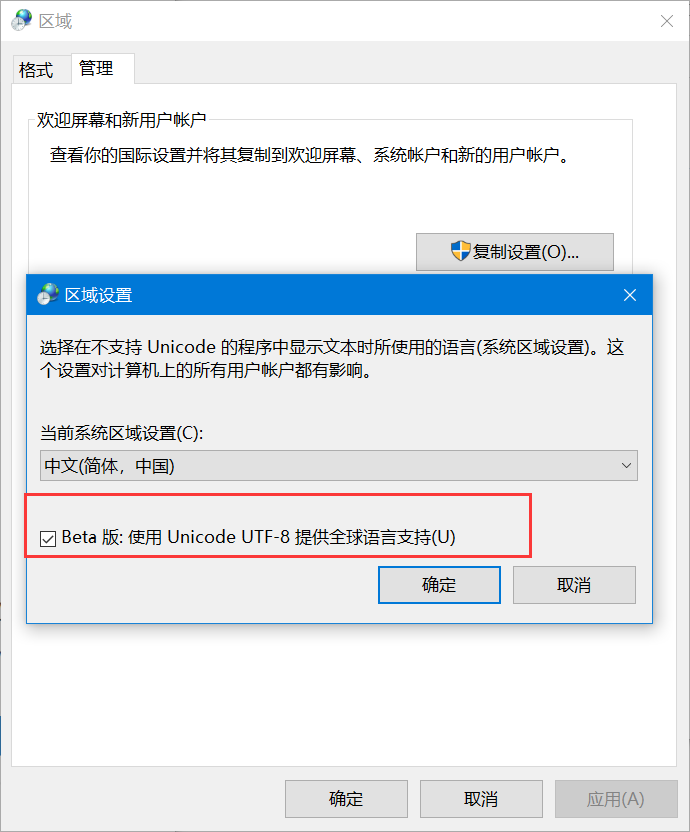 区域
格式
管理
欢迎屏幕和新用户帐户
查看你的国际设置并将其复制到欢迎屏幕、系统帐户和新的用户帐户。
复制设置(O)...
区域设置
选择在不支持 Unicode 的程序中显示文本时所使用的语言(系统区域设置)。这
个设置对计算机上的所有用户帐户都有影响。
当前系统区域设置(C):
中文(简体，中国)
Beta 版: 使用 Unicode UTF-8 提供全球语言支持(U)
确定
取消
确定
取消
应用(A)